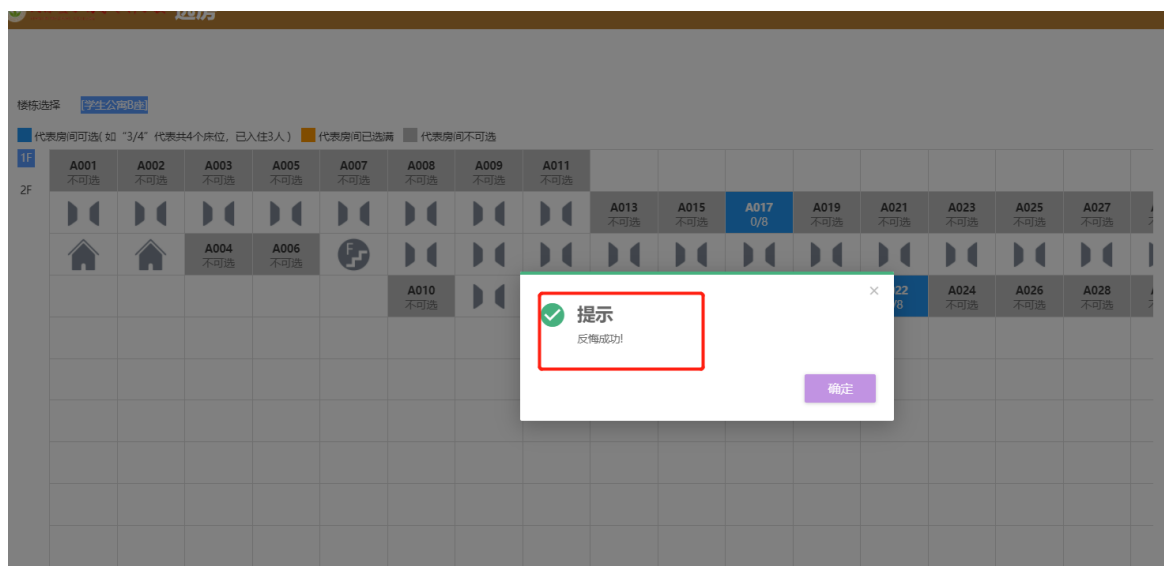 选房
楼栋选择 [学生公寓8座]
代表房间可选( 如 “3/4” 代表共4个床位，已入住3人 ) 代表房间已选满 代表房间不可选
1F
2F
A001 A002 A003 A005 A007 A008 A009 A011
不可选 不可选 不可选 不可选 不可选 不可选 不可选 不可选
A013 A015 A017 A019 A021 A023 A025 A027
不可选 不可选 0/8 不可选 不可选 不可选 不可选 不可选
A004 A006 F
不可选 不可选
A010 22 A024 A026 A028
不可选 /8 不可选 不可选 不可选
提示
反悔成功!
确定